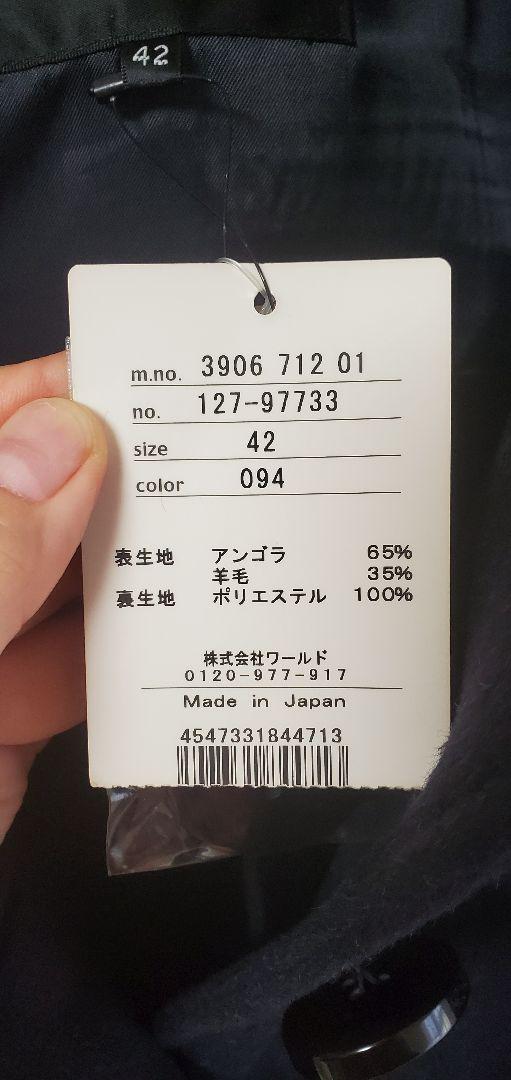 42
m.no. 3906 712 01
no. 127-97733
size 42
color 094
表生地 アンゴラ 65%
羊毛 35%
裏生地 ポリエステル 100%
株式会社ワールド
0120-977-917
Made in Japan
4547331844713